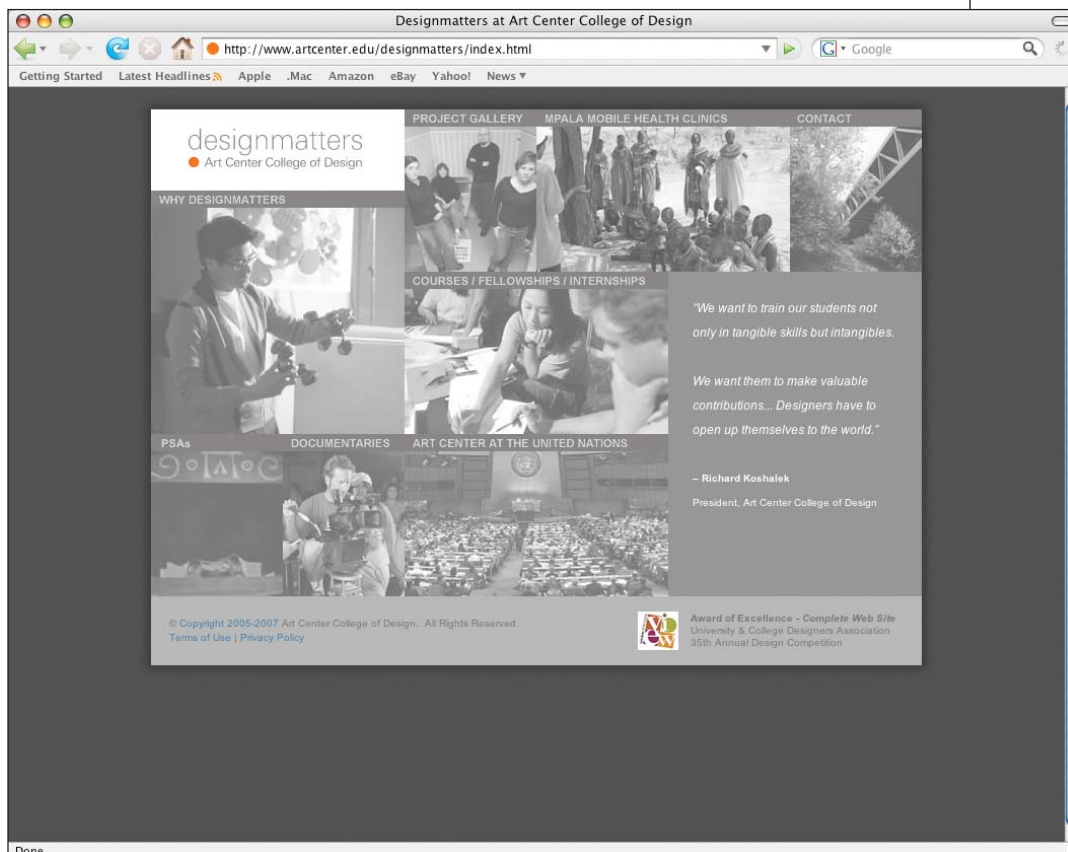 Designmatters at Art Center College of Design
http://www.artcenter.edu/designmatters/index.html
G Google
Getting Started Latest Headlines Apple .Mac Amazon eBay Yahoo! News
designmatters
Art Center College of Design
PROJECT GALLERY MPALA MOBILE HEALTH CLINICS CONTACT
WHY DESIGNMATTERS
COURSES / FELLOWSHIPS / INTERNSHIPS
"We want to train our students not
only in tangible skills but intangibles.
We want them to make valuable
contributions... Designers have to
open up themselves to the world."
– Richard Koshalek
President, Art Center College of Design
PSAs DOCUMENTARIES ART CENTER AT THE UNITED NATIONS
© Copyright 2005-2007 Art Center College of Design. All Rights Reserved.
Terms of Use | Privacy Policy
Award of Excellence - Complete Web Site
University & College Designers Association
35th Annual Design Competition
Done